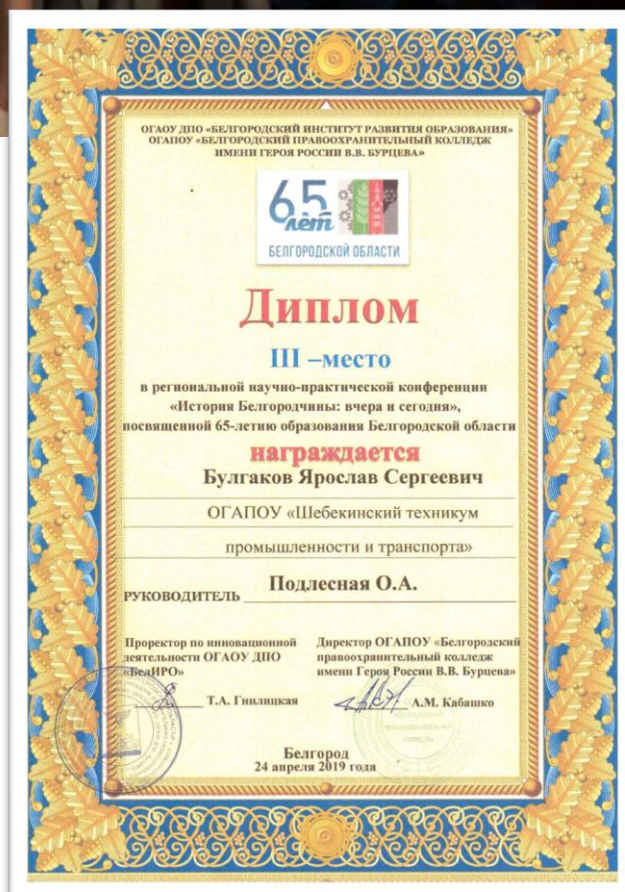 ОГАОУ ДПО «БЕЛГОРОДСКИЙ ИНСТИТУТ РАЗВИТИЯ ОБРАЗОВАНИЯ»
ОГАПОУ «БЕЛГОРОДСКИЙ ПРАВООХРАНИТЕЛЬНЫЙ КОЛЛЕДЖ
ИМЕНИ ГЕРОЯ РОССИИ В.В. БУРЦЕВА»
65
лет
БЕЛГОРОДСКОЙ ОБЛАСТИ
Диплом
III –место
в региональной научно-практической конференции
«История Белгородчины: вчера и сегодня»,
посвященной 65-летию образования Белгородской области
награждается
Булгаков Ярослав Сергеевич
ОГАПОУ «Шебекинский техникум
промышленности и транспорта»
РУКОВОДИТЕЛЬ Подлесная О.А.
Проректор по инновационной
деятельности ОГАОУ ДПО
«БелИРО»
Т.А. Гнилицкая
Директор ОГАПОУ «Белгородский
правоохранительный колледж
имени Героя России В.В. Бурцева»
А.М. Кабашко
Белгород
24 апреля 2019 года